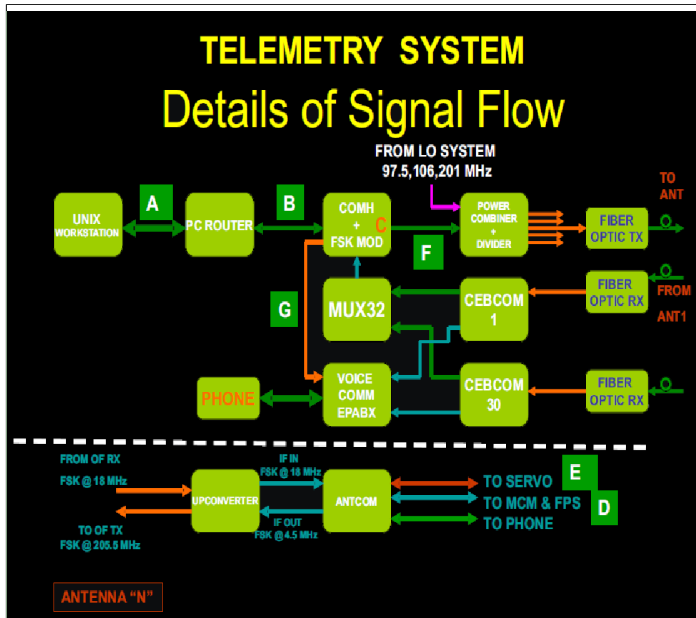 TELEMETRY SYSTEM
Details of Signal Flow
FROM LO SYSTEM
97.5,106,201 MHz
TO
ANT
A
B
UNIX
WORKSTATION
PC ROUTER
COMH
+
FSK MOD
C
F
POWER
COMBINER
+
DIVIDER
FIBER
OPTIC TX
G
MUX32
CEBCOM
1
FIBER
OPTIC RX
FROM
ANT1
PHONE
VOICE
COMM
EPABX
CEBCOM
30
FIBER
OPTIC RX
FROM OF RX
FSK @ 18 MHz
TO OF TX
FSK @ 205.5 MHz
UPCONVERTER
IF IN
FSK @ 18 MHz
IF OUT
FSK @4.5 MHz
ANTCOM
TO SERVO
E
TO MCM & FPS
D
TO PHONE
ANTENNA “N”